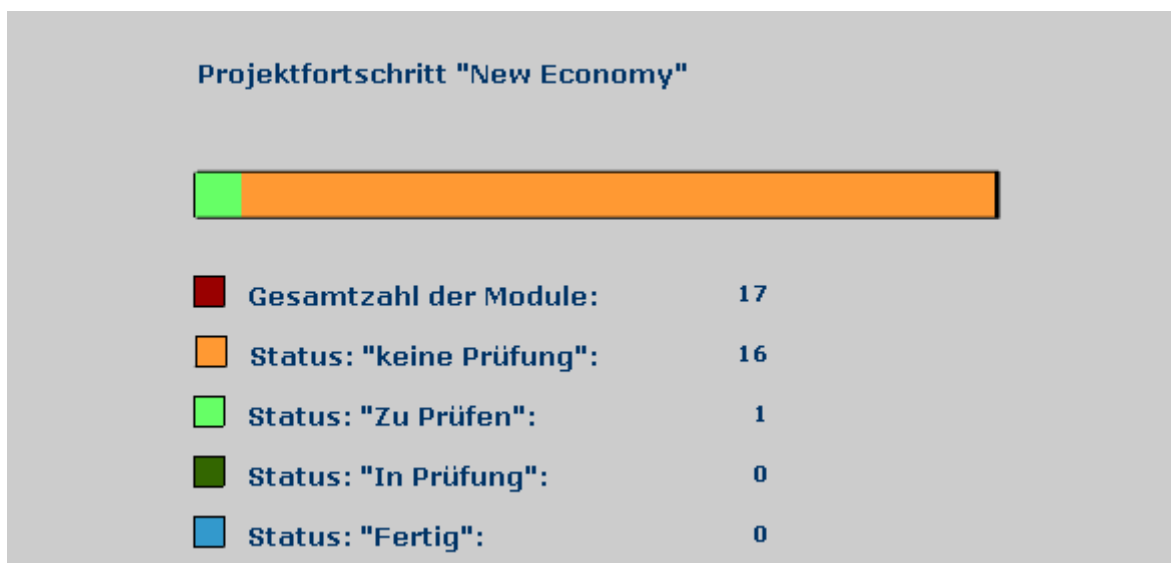 Projektfortschritt "New Economy"
Gesamtzahl der Module: 17
Status: "keine Prüfung": 16
Status: "Zu Prüfen": 1
Status: "In Prüfung": 0
Status: "Fertig": 0